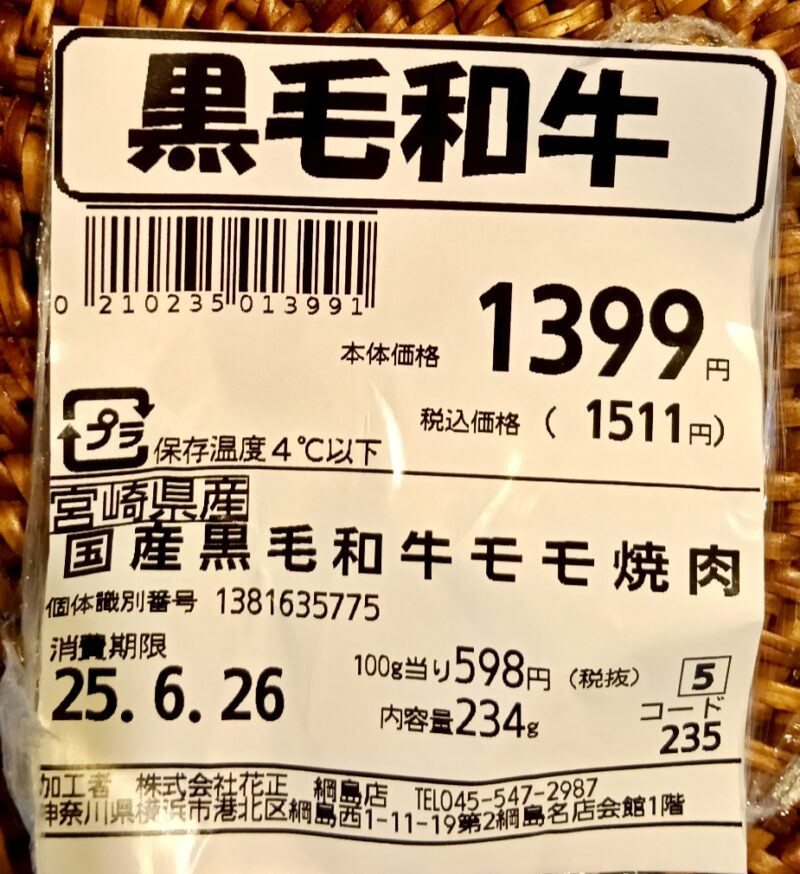 黒毛和牛
0 210235 013991
本体価格 1399円
税込価格 ( 1511円)
プラ 保存温度4℃以下
宮崎県産
国産黒毛和牛モモ焼肉
個体識別番号 1381635775
消費期限
25.6.26
100g当り598円 (税抜)
内容量234g
5
コード
235
加工者 株式会社花正 綱島店 TEL045-547-2987
神奈川県横浜市港北区綱島西1-11-19第2綱島名店会館1階